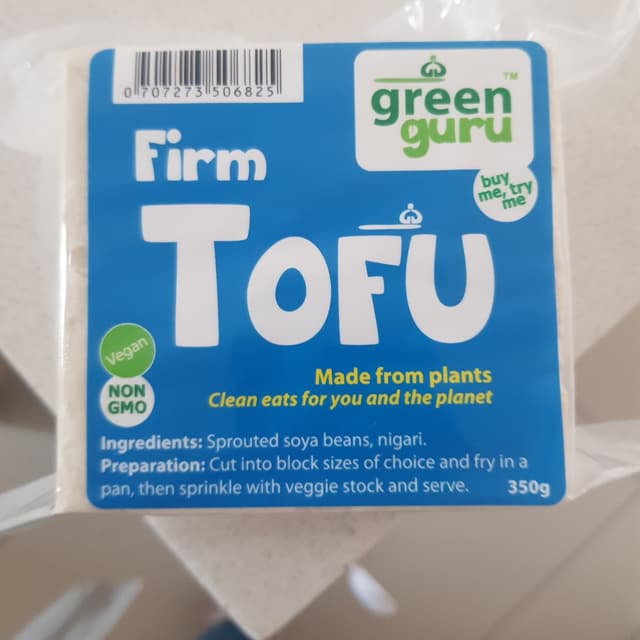 0 707273 506825
green
guru
TM
Firm
buy
me, try
me
TOFU
Vegan
NON
GMO
Made from plants
Clean eats for you and the planet
Ingredients: Sprouted soya beans, nigari.
Preparation: Cut into block sizes of choice and fry in a
pan, then sprinkle with veggie stock and serve.
350g